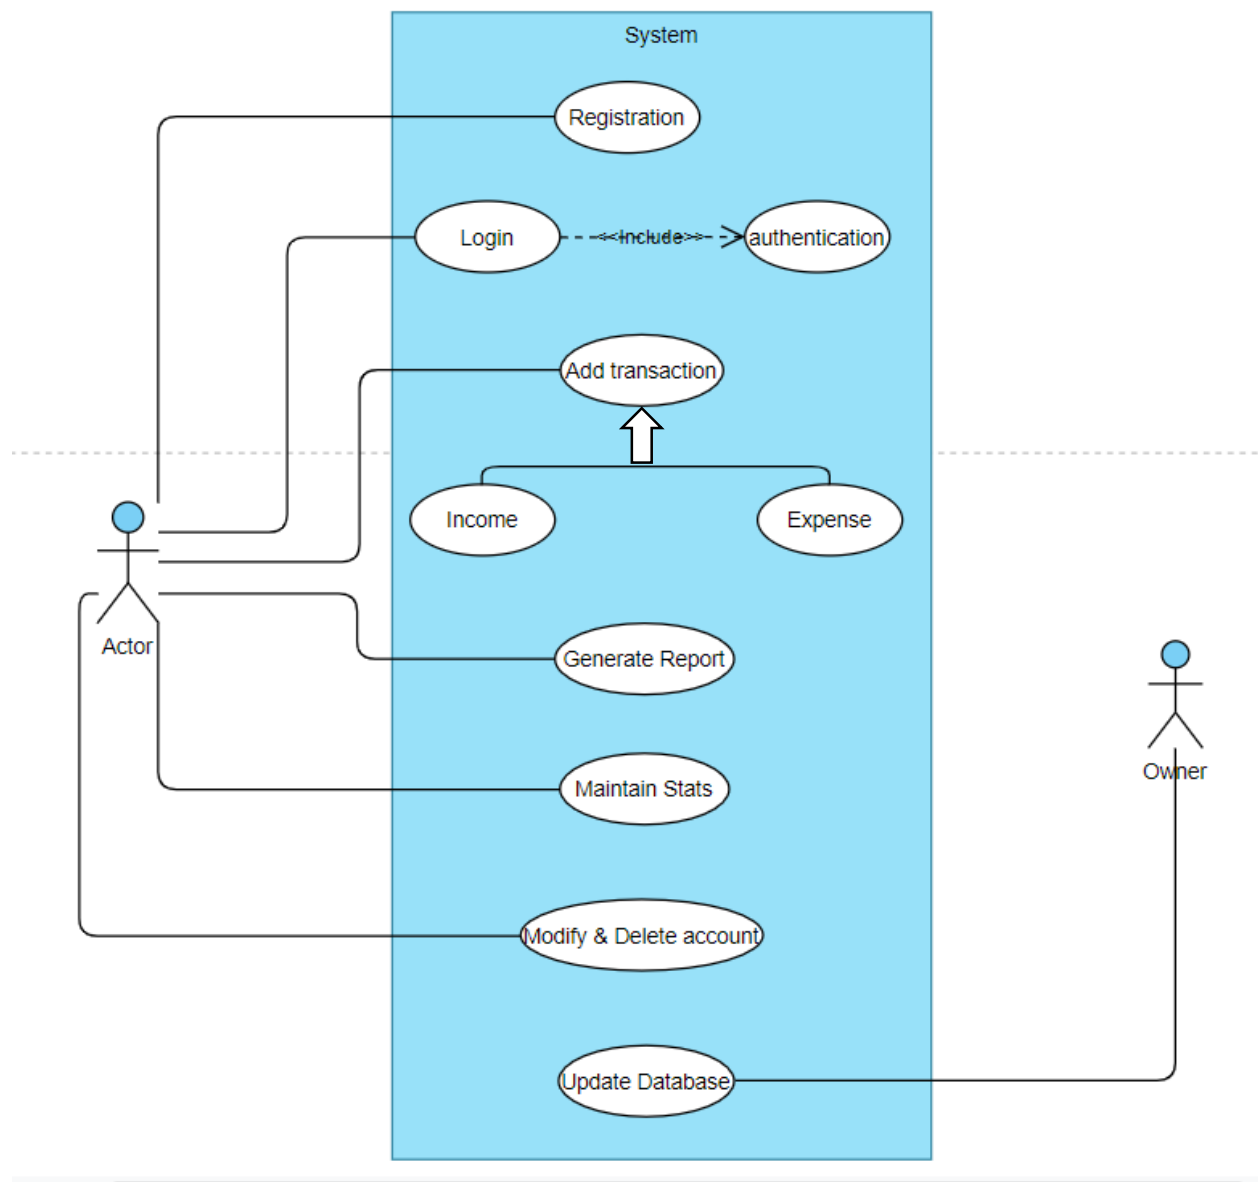 System
Registration
Login
<<Include>>
authentication
Add transaction
Income
Expense
Actor
Generate Report
Owner
Maintain Stats
Modify & Delete account
Update Database